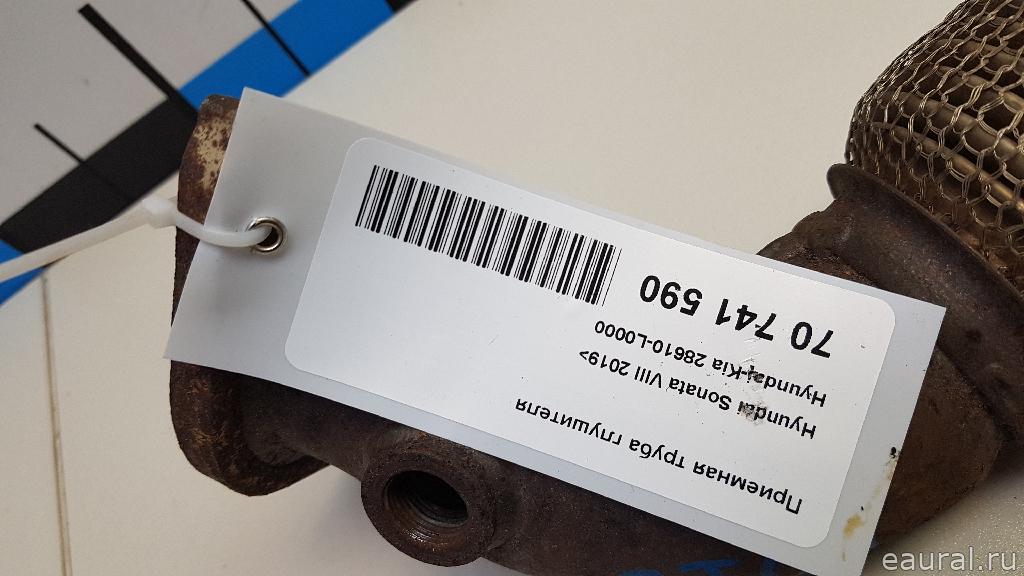 70 741 590
Hyundai-Kia 28610-L0000
Hyundai Sonata VIII 2019>
Приемная труба глушителя
eaural.ru